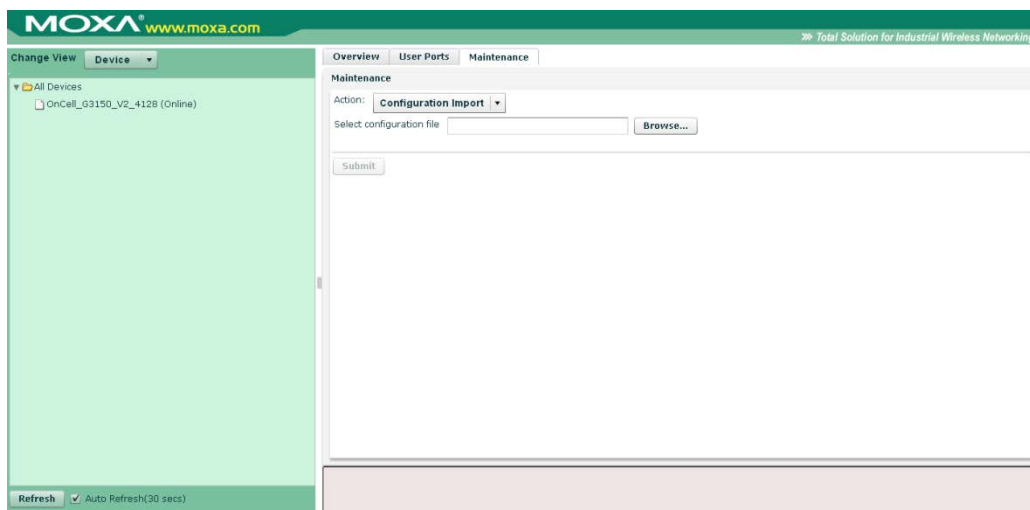 MOXA® www.moxa.com
Total Solution for Industrial Wireless Networking
Change View Device
All Devices
OnCell_G3150_V2_4128 (Online)
Refresh Auto Refresh(30 secs)
Overview User Ports Maintenance
Maintenance
Action: Configuration Import
Select configuration file Browse...
Submit